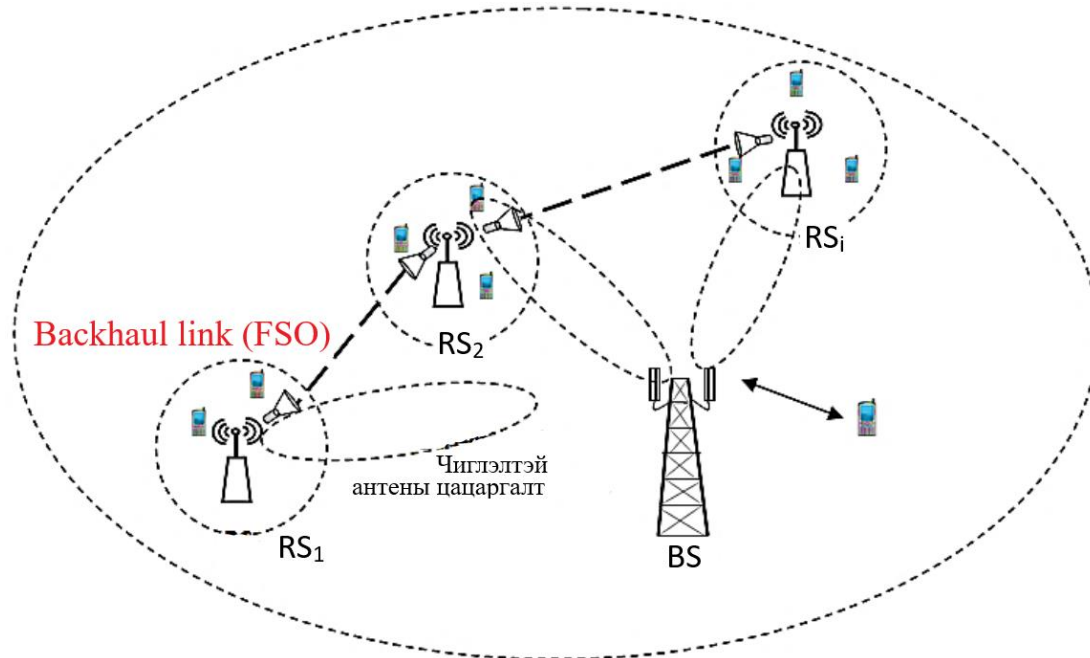 RSᵢ
RS₂
Backhaul link (FSO)
Чиглэлтэй
антены цацаргалт
RS₁
BS